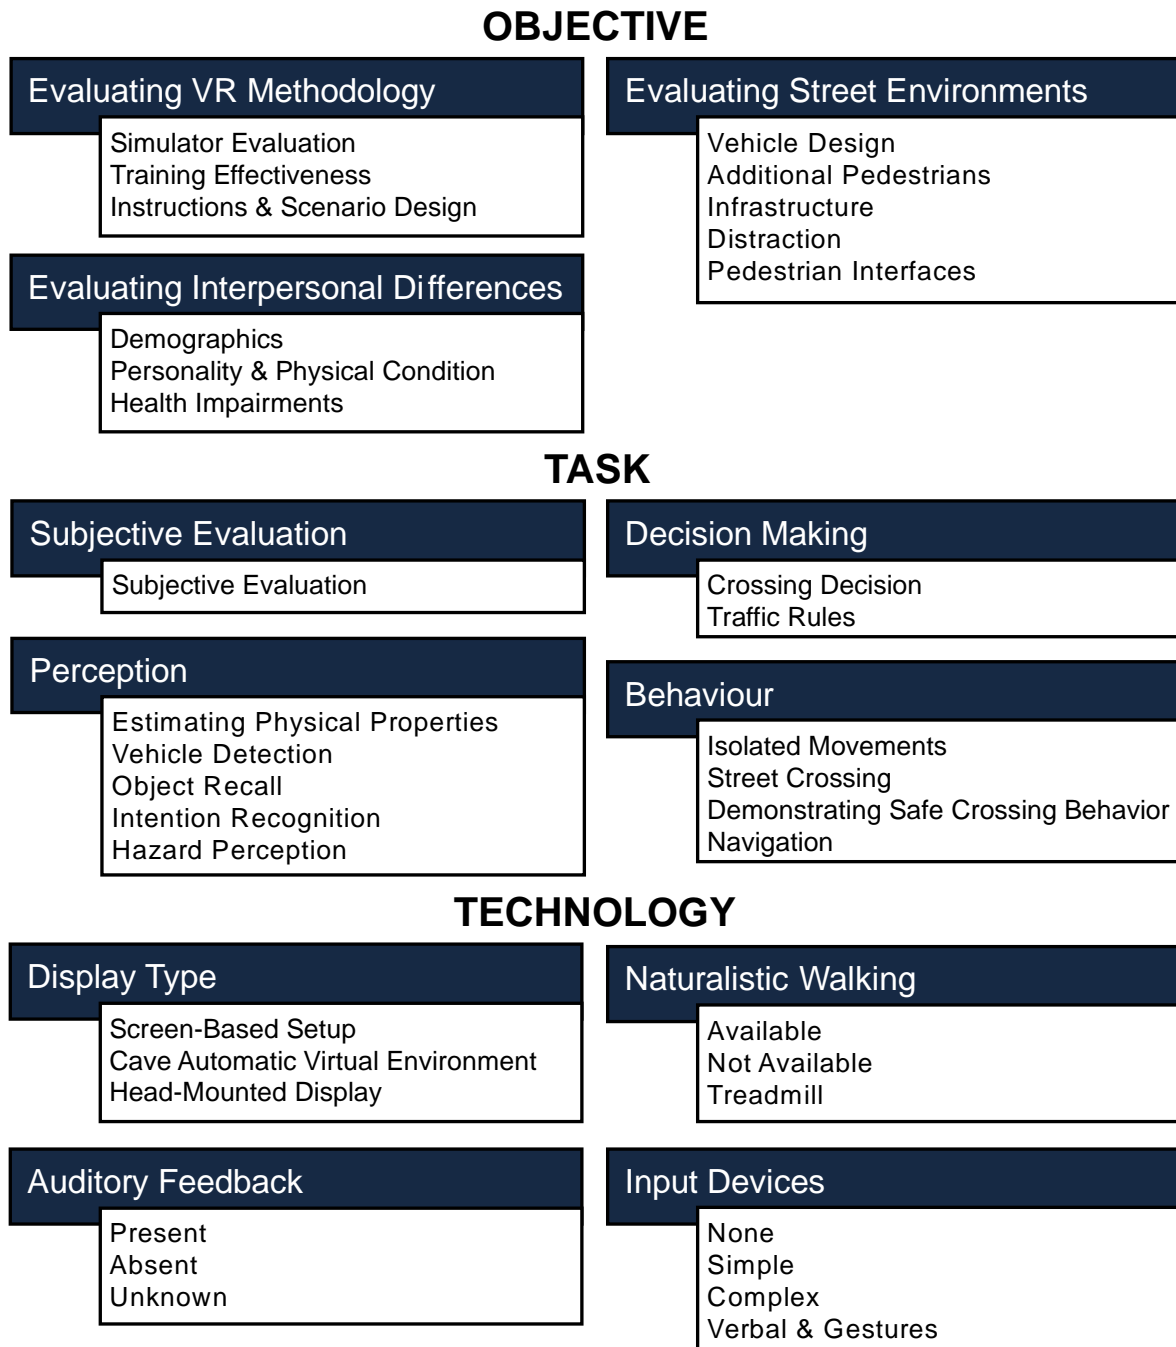 OBJECTIVE
Evaluating VR Methodology
Simulator Evaluation
Training Effectiveness
Instructions & Scenario Design
Evaluating Interpersonal Differences
Demographics
Personality & Physical Condition
Health Impairments
Evaluating Street Environments
Vehicle Design
Additional Pedestrians
Infrastructure
Distraction
Pedestrian Interfaces
TASK
Subjective Evaluation
Subjective Evaluation
Perception
Estimating Physical Properties
Vehicle Detection
Object Recall
Intention Recognition
Hazard Perception
Decision Making
Crossing Decision
Traffic Rules
Behaviour
Isolated Movements
Street Crossing
Demonstrating Safe Crossing Behavior
Navigation
TECHNOLOGY
Display Type
Screen-Based Setup
Cave Automatic Virtual Environment
Head-Mounted Display
Auditory Feedback
Present
Absent
Unknown
Naturalistic Walking
Available
Not Available
Treadmill
Input Devices
None
Simple
Complex
Verbal & Gestures